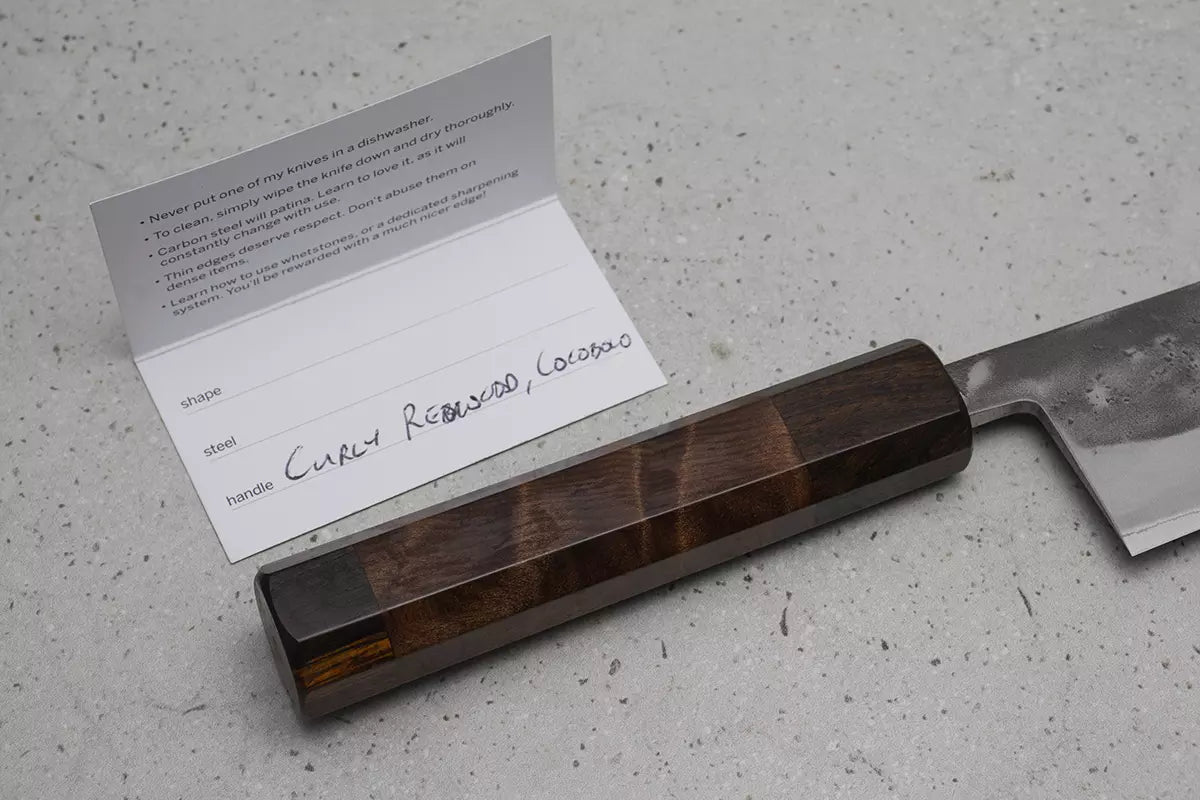 • Never put one of my knives in a dishwasher.
• To clean, simply wipe the knife down and dry thoroughly.
• Carbon steel will patina. Learn to love it, as it will
constantly change with use.
• Thin edges deserve respect. Don't abuse them on
dense items.
• Learn how to use whetstones, or a dedicated sharpening
system. You'll be rewarded with a much nicer edge!
shape
steel
handle Curly Redwood, Cocobolo